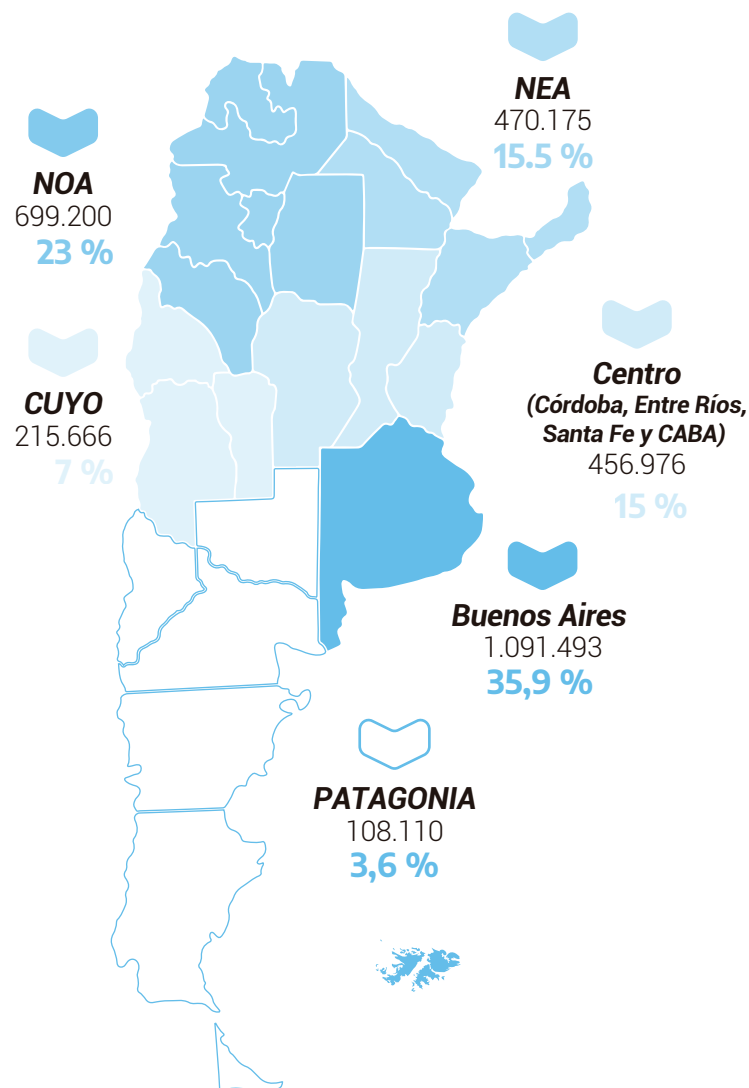 NEA
470.175
15.5 %
NOA
699.200
23 %
CUYO
215.666
7 %
Centro
(Córdoba, Entre Ríos,
Santa Fe y CABA)
456.976
15 %
Buenos Aires
1.091.493
35,9 %
PATAGONIA
108.110
3,6 %